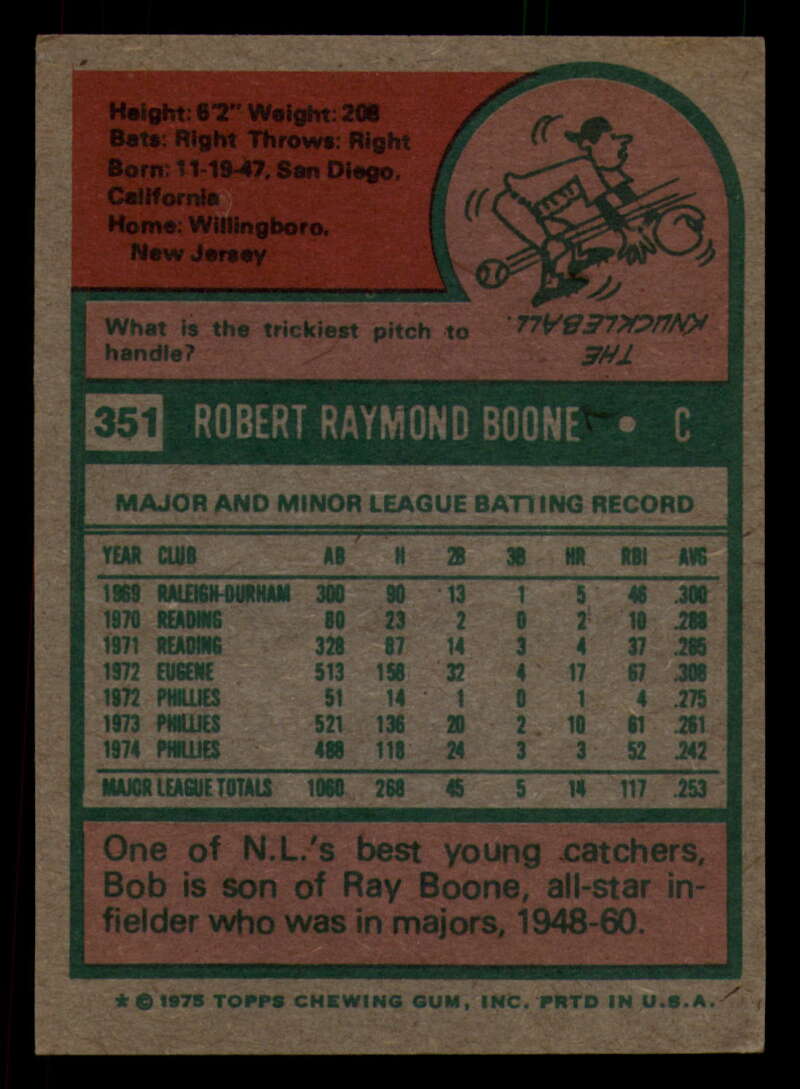 Height: 6'2" Weight: 208
Bats: Right Throws: Right
Born: 11-19-47, San Diego,
California
Home: Willingboro,
New Jersey
What is the trickiest pitch to
handle?
THE
KNUCKLEBALL.
351 ROBERT RAYMOND BOONE • C
MAJOR AND MINOR LEAGUE BATTING RECORD
YEAR CLUB AB H 2B 3B HR RBI AVG
1969 RALEIGH-DURHAM 300 90 13 1 5 46 .300
1970 READING 80 23 2 0 2 10 .288
1971 READING 328 87 14 3 4 37 .265
1972 EUGENE 513 158 32 4 17 67 .308
1972 PHILLIES 51 14 1 0 1 4 .275
1973 PHILLIES 521 136 20 2 10 61 .261
1974 PHILLIES 488 118 24 3 3 52 .242
MAJOR LEAGUE TOTALS 1060 268 45 5 14 117 .253
One of N.L.'s best young catchers,
Bob is son of Ray Boone, all-star in-
fielder who was in majors, 1948-60.
* © 1975 TOPPS CHEWING GUM, INC. PRTD IN U.S.A.